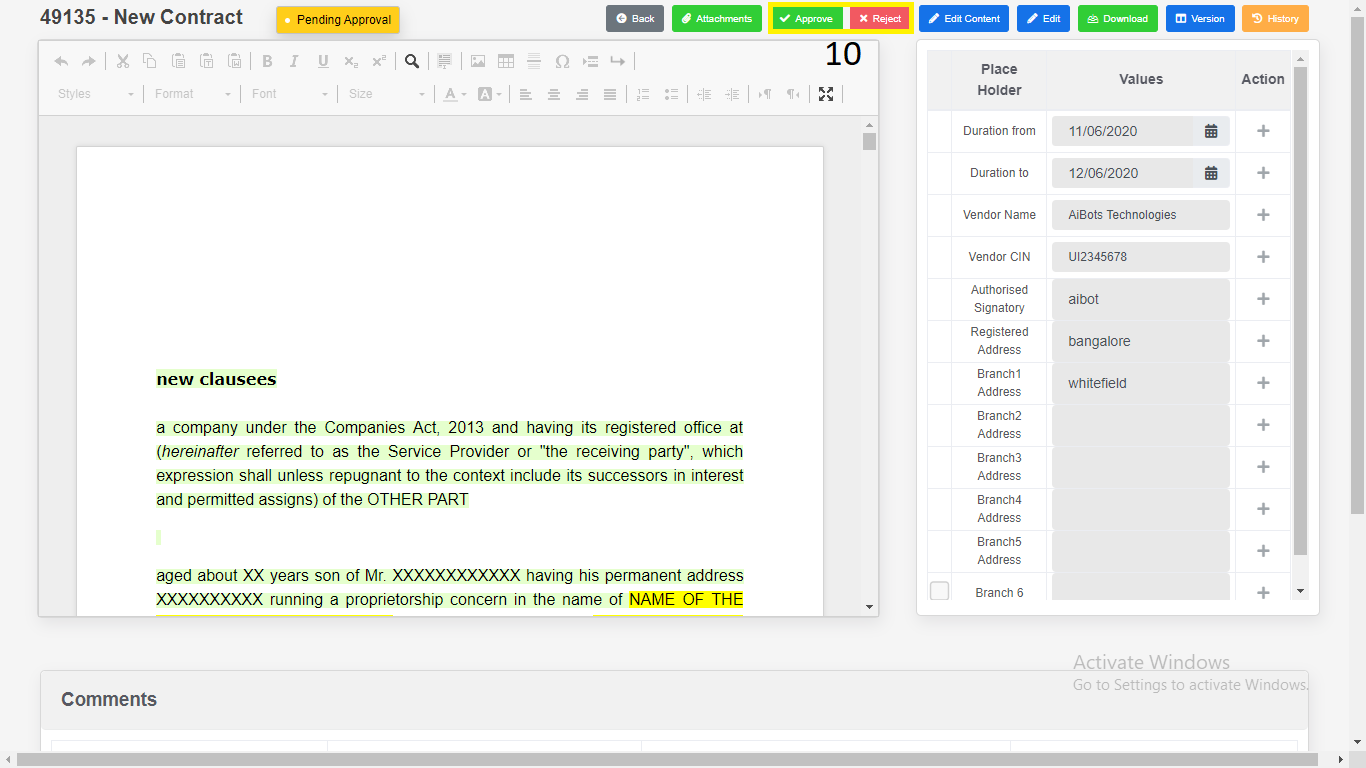 49135 - New Contract
Pending Approval
Back
Attachments
Approve
Reject
Edit Content
Edit
Download
Version
History
10
Styles
Format
Font
Size
new clausees
a company under the Companies Act, 2013 and having its registered office at
(hereinafter referred to as the Service Provider or "the receiving party", which
expression shall unless repugnant to the context include its successors in interest
and permitted assigns) of the OTHER PART
aged about XX years son of Mr. XXXXXXXXXXXX having his permanent address
XXXXXXXXXX running a proprietorship concern in the name of NAME OF THE
Place Holder
Values
Action
Duration from
11/06/2020
Duration to
12/06/2020
Vendor Name
AiBots Technologies
Vendor CIN
UI2345678
Authorised
Signatory
aibot
Registered
Address
bangalore
Branch1
Address
whitefield
Branch2
Address
Branch3
Address
Branch4
Address
Branch5
Address
Branch 6
Activate Windows
Go to Settings to activate Windows.
Comments